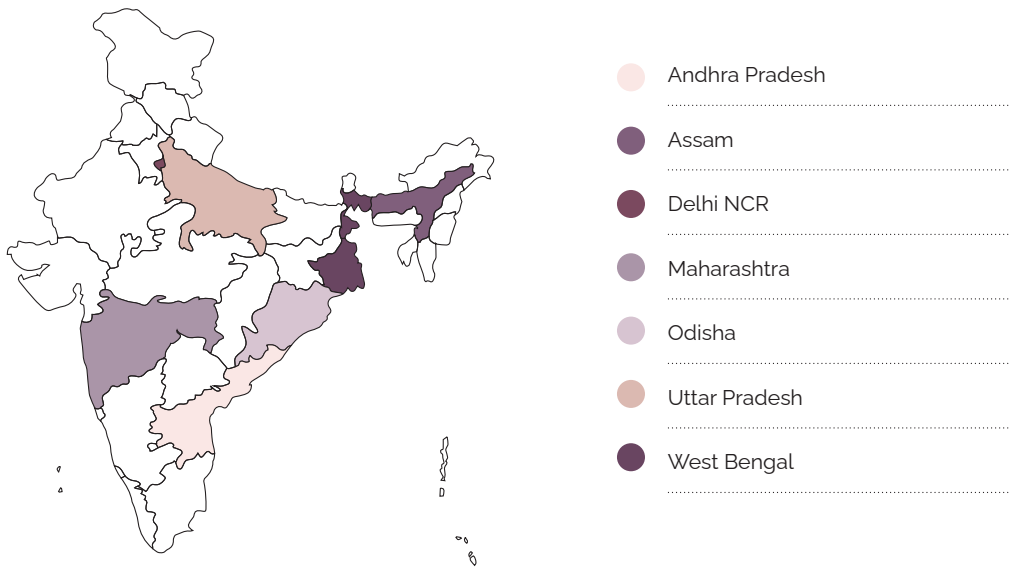 Andhra Pradesh
Assam
Delhi NCR
Maharashtra
Odisha
Uttar Pradesh
West Bengal